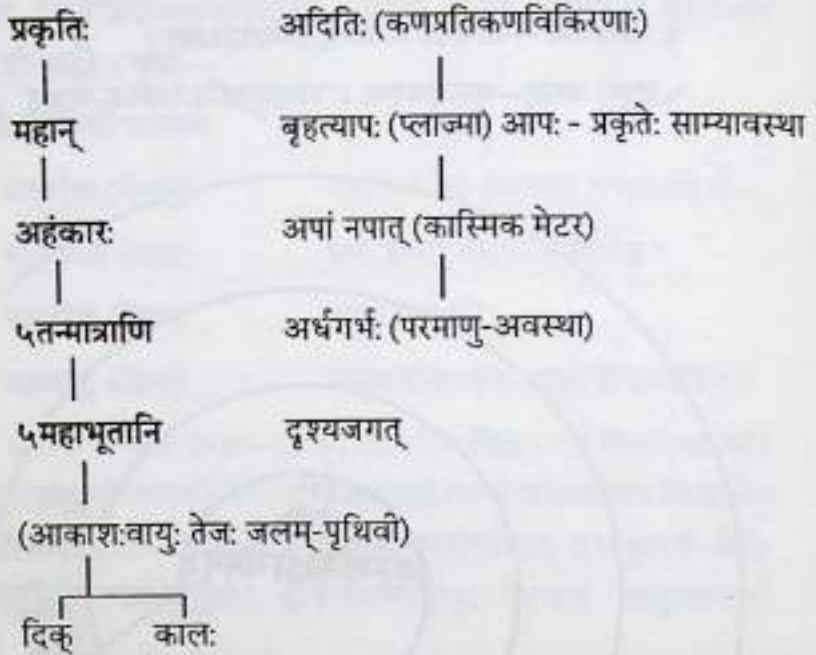 प्रकृतिः अदितिः (कणप्रतिकणविकिरणाः)
महान् बृहत्यापः (प्लाज्मा) आपः - प्रकृतेः साम्यावस्था
अहंकारः अपां नपात् (कास्मिक मेटर)
५तन्मात्राणि अर्धगर्भः (परमाणु-अवस्था)
५महाभूतानि दृश्यजगत्
(आकाशःवायुः तेजः जलम्-पृथिवी)
दिक् कालः